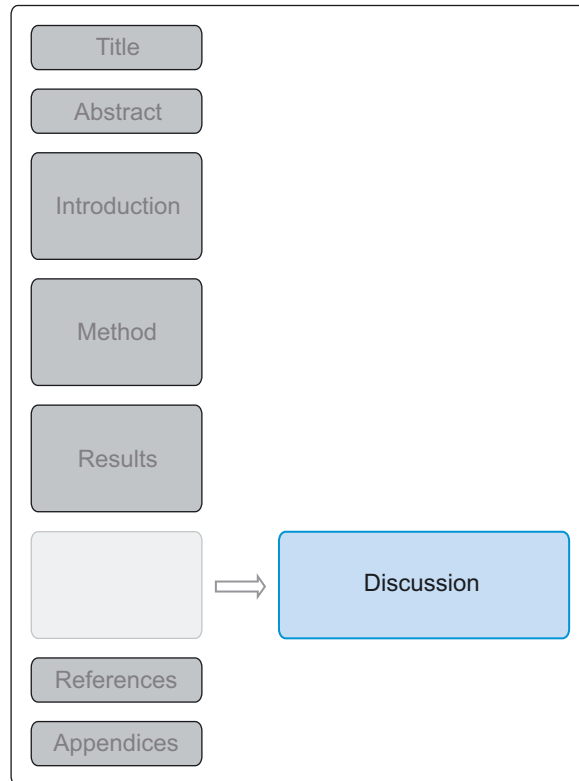 Title
Abstract
Introduction
Method
Results
Discussion
References
Appendices